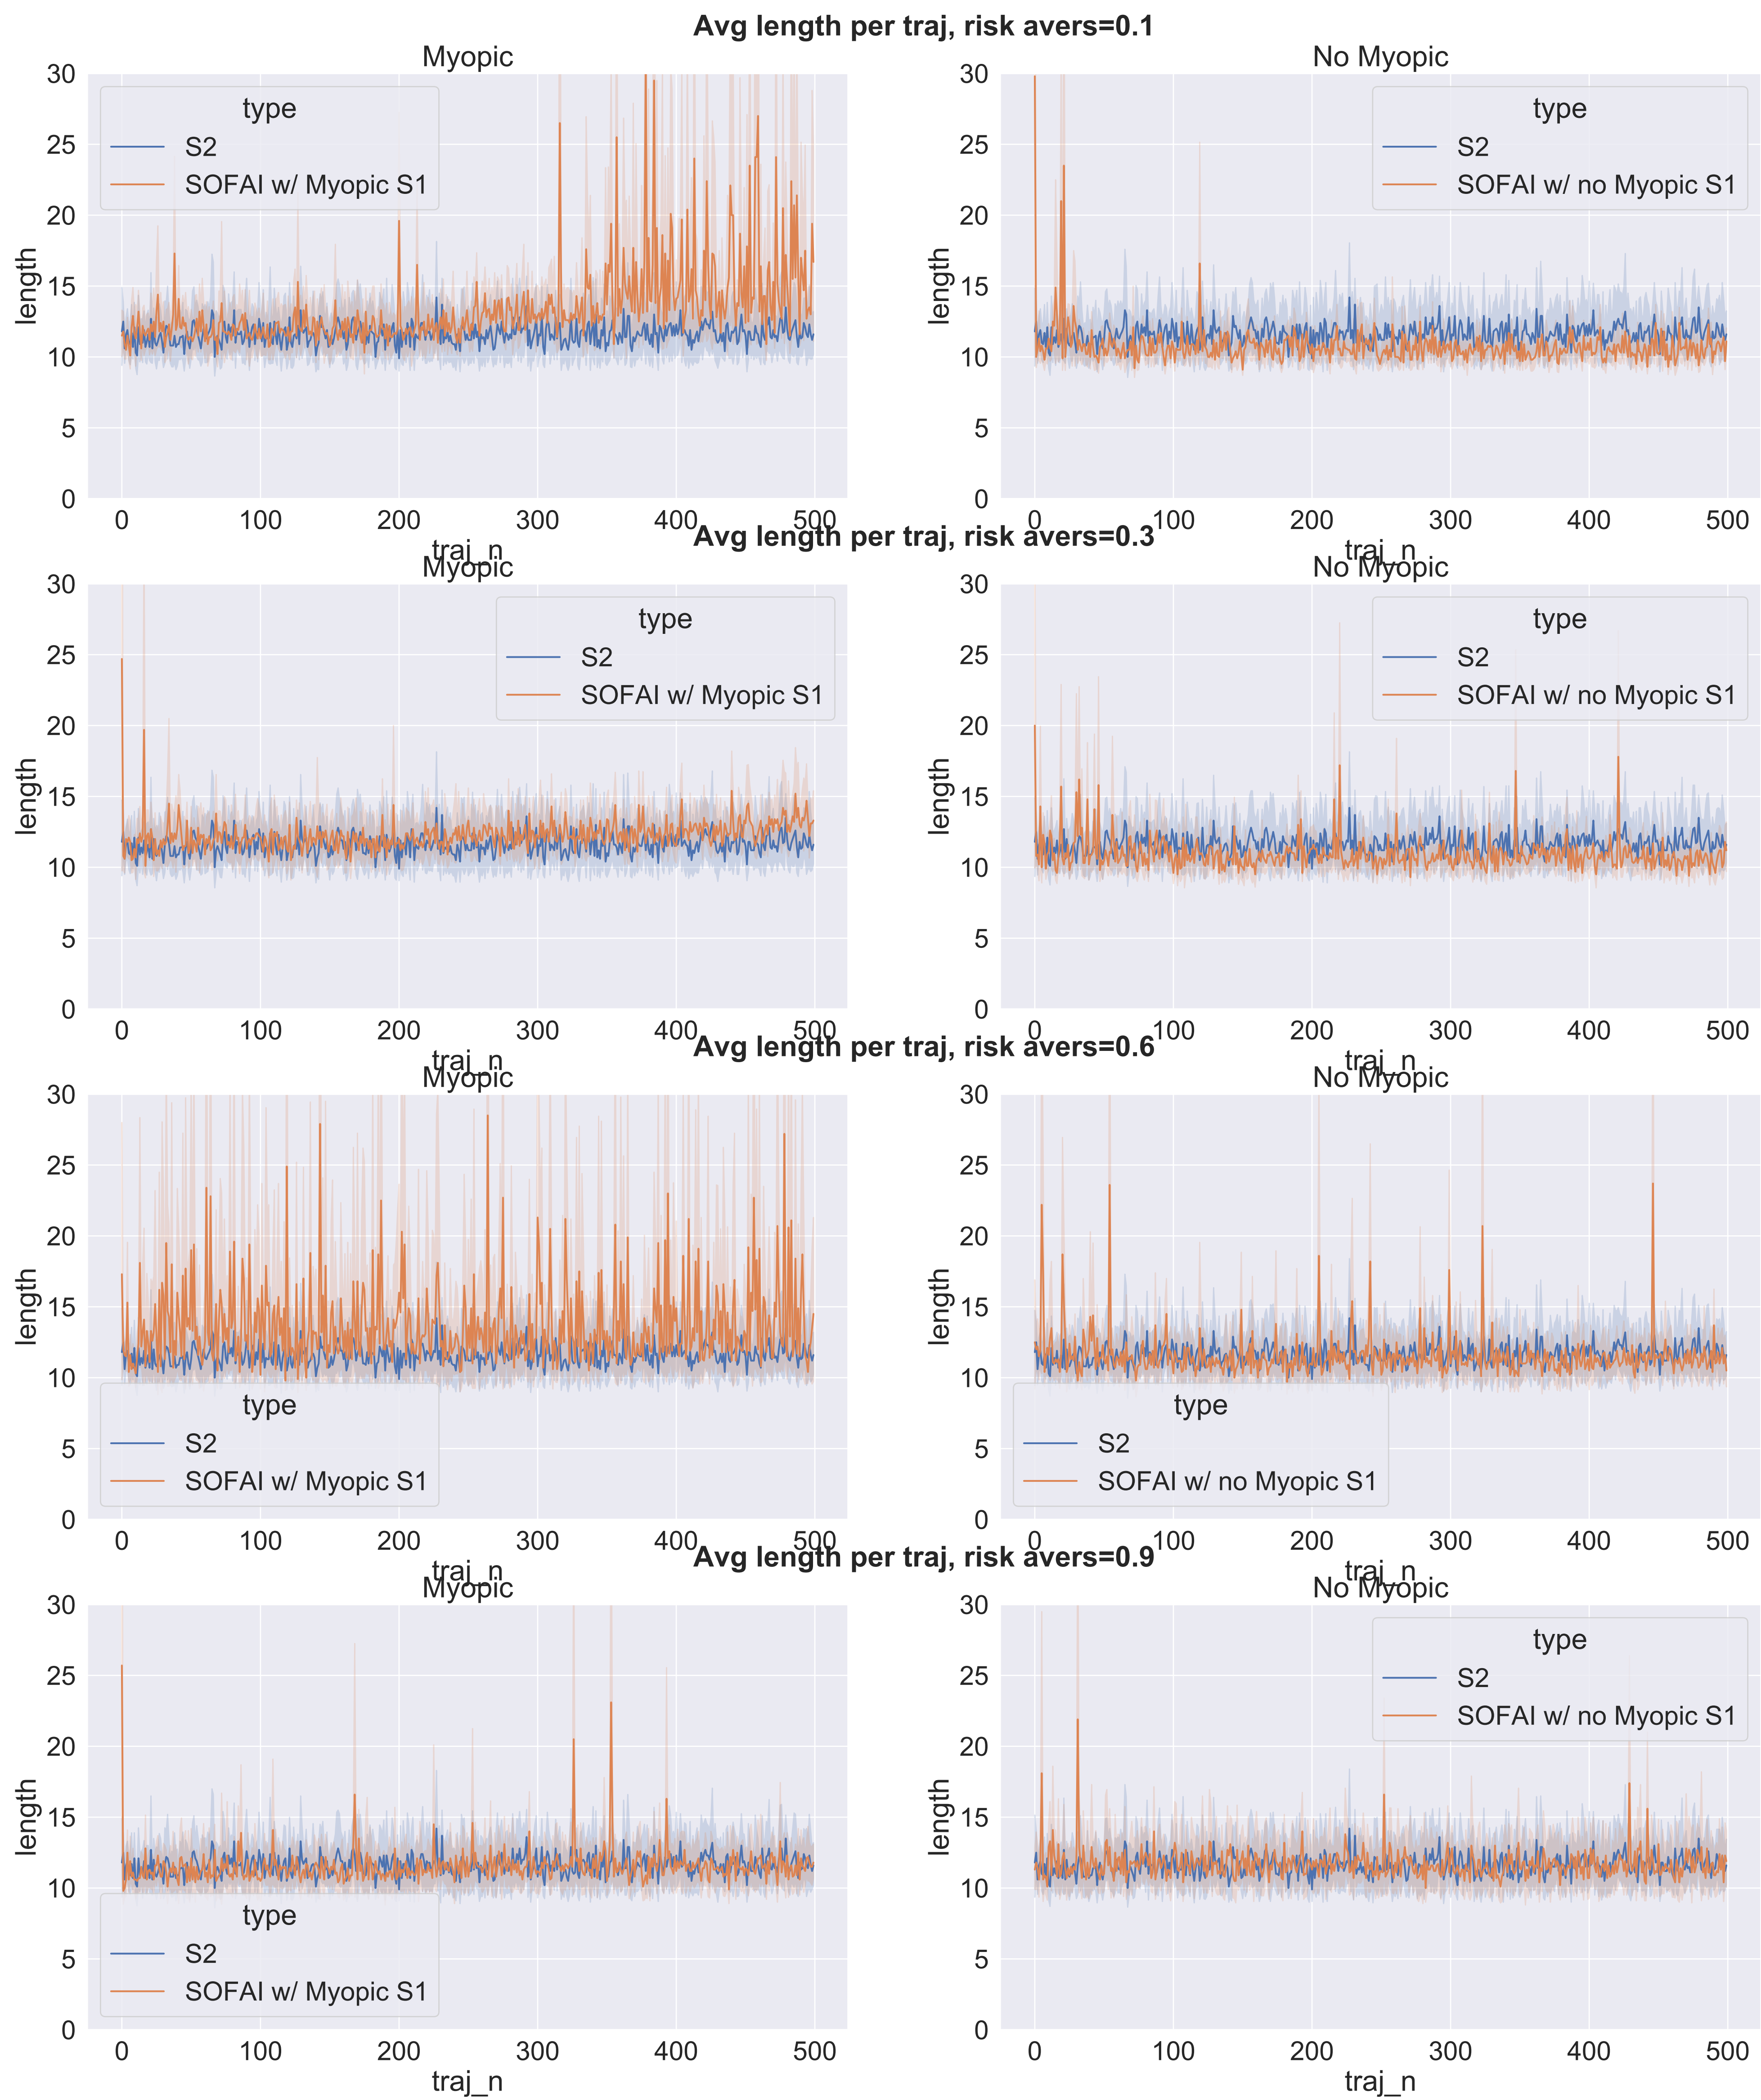 Avg length per traj, risk avers=0.1
Myopic
No Myopic
30
25
20
15
10
5
0
length
type
S2
SOFAI w/ Myopic S1
0 100 200 300 400 500
traj_n
30
25
20
15
10
5
0
length
type
S2
SOFAI w/ no Myopic S1
0 100 200 300 400 500
traj_n
Avg length per traj, risk avers=0.3
Myopic
No Myopic
30
25
20
15
10
5
0
length
type
S2
SOFAI w/ Myopic S1
0 100 200 300 400 500
traj_n
30
25
20
15
10
5
0
length
type
S2
SOFAI w/ no Myopic S1
0 100 200 300 400 500
traj_n
Avg length per traj, risk avers=0.6
Myopic
No Myopic
30
25
20
15
10
5
0
length
type
S2
SOFAI w/ Myopic S1
0 100 200 300 400 500
traj_n
30
25
20
15
10
5
0
length
type
S2
SOFAI w/ no Myopic S1
0 100 200 300 400 500
traj_n
Avg length per traj, risk avers=0.9
Myopic
No Myopic
30
25
20
15
10
5
0
length
type
S2
SOFAI w/ Myopic S1
0 100 200 300 400 500
traj_n
30
25
20
15
10
5
0
length
type
S2
SOFAI w/ no Myopic S1
0 100 200 300 400 500
traj_n